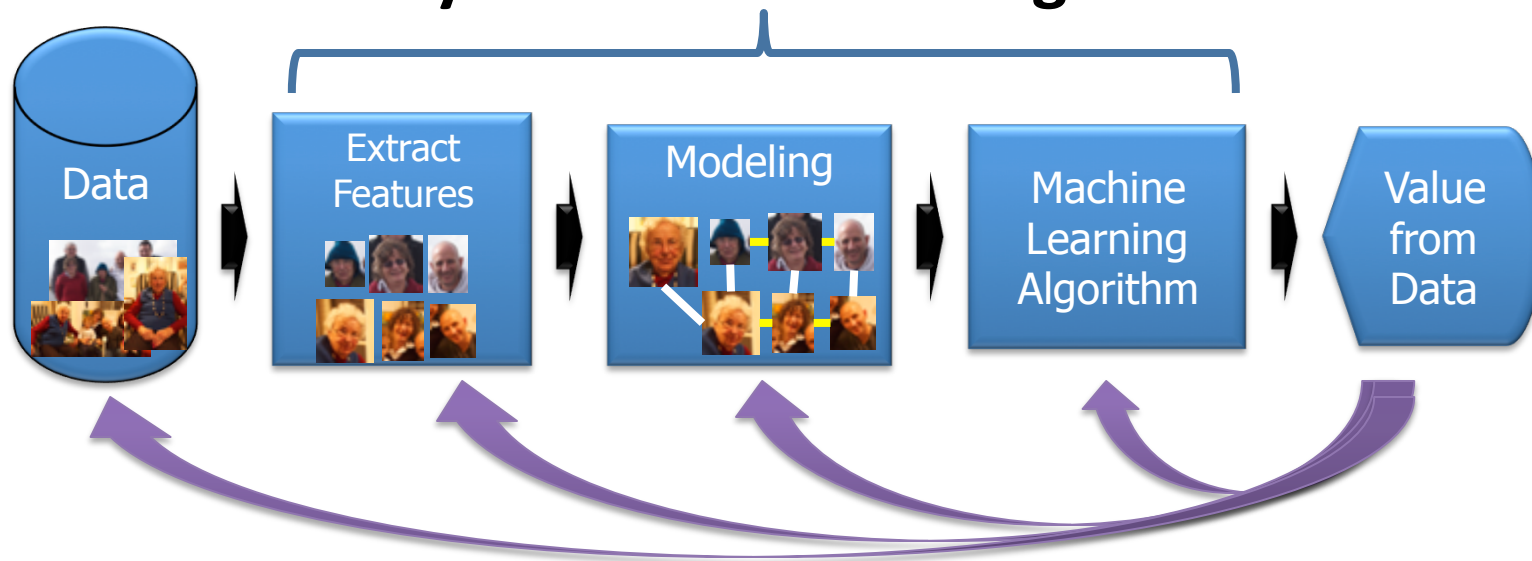 Data
Extract
Features
Modeling
Machine
Learning
Algorithm
Value
from
Data